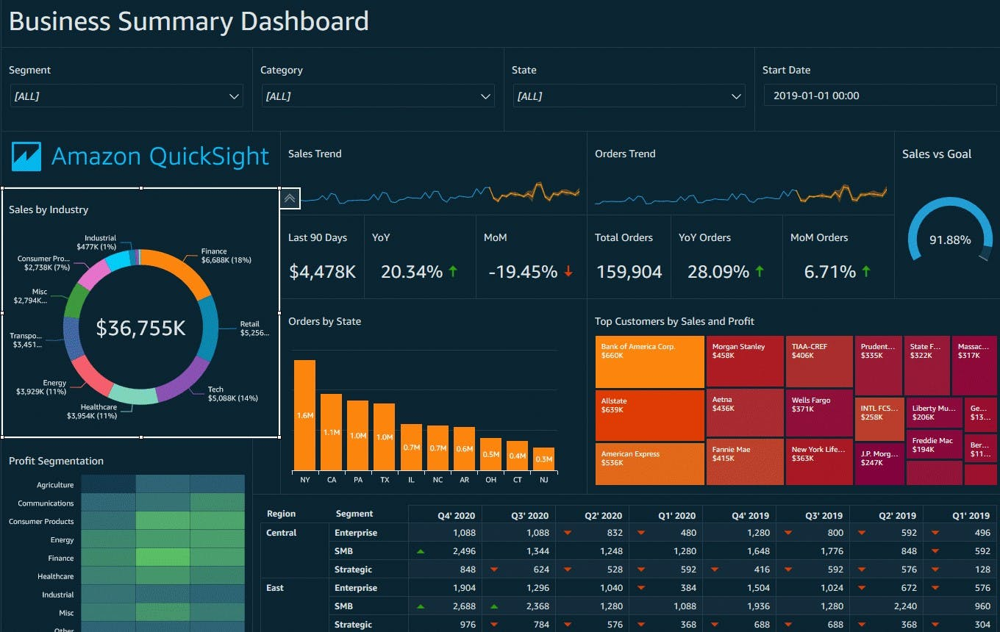 Business Summary Dashboard
Segment
[ALL]
Category
[ALL]
State
[ALL]
Start Date
2019-01-01 00:00
Amazon QuickSight
Sales by Industry
Industrial
$477K (1%)
Finance
$6,688K (18%)
Consumer Pro...
$2,738K (7%)
Misc
$2,794K...
Retail
$5,256...
$36,755K
Transpo...
$3,451...
Energy
$3,929K (11%)
Tech
$5,088K (14%)
Healthcare
$3,954K (11%)
Sales Trend
Orders Trend
Sales vs Goal
91.88%
Last 90 Days
$4,478K
YoY
20.34%
MoM
-19.45%
Total Orders
159,904
YoY Orders
28.09%
MoM Orders
6.71%
Orders by State
1.6M
1.1M
1.0M
1.0M
0.7M
0.7M
0.6M
0.5M
0.4M
0.3M
NY CA PA TX IL NC AR OH CT NJ
Top Customers by Sales and Profit
Bank of America Corp.
$660K
Allstate
$639K
American Express
$536K
Morgan Stanley
$458K
Aetna
$436K
Fannie Mae
$415K
TIAA-CREF
$406K
Wells Fargo
$371K
New York Life...
$363K
Prudent...
$335K
State F...
$322K
Massac...
$317K
INTL FCS...
$258K
J.P. Morg...
$247K
Liberty Mu...
$206K
Freddie Mac
$194K
Ge...
$13...
Ber...
$11...
Profit Segmentation
Agriculture
Communications
Consumer Products
Energy
Finance
Healthcare
Industrial
Misc
Other
Region Segment Q4' 2020 Q3' 2020 Q2' 2020 Q1' 2020 Q4' 2019 Q3' 2019 Q2' 2019 Q1' 2019
Central Enterprise 1,088 1,088 832 480 1,280 800 592 496
SMB 2,496 1,344 1,248 1,280 1,648 1,776 848 592
Strategic 848 624 528 592 416 592 576 128
East Enterprise 1,904 1,296 1,040 384 1,504 1,024 672 576
SMB 2,688 2,368 1,280 1,088 1,936 1,280 2,240 960
Strategic 976 784 576 368 688 688 368 304